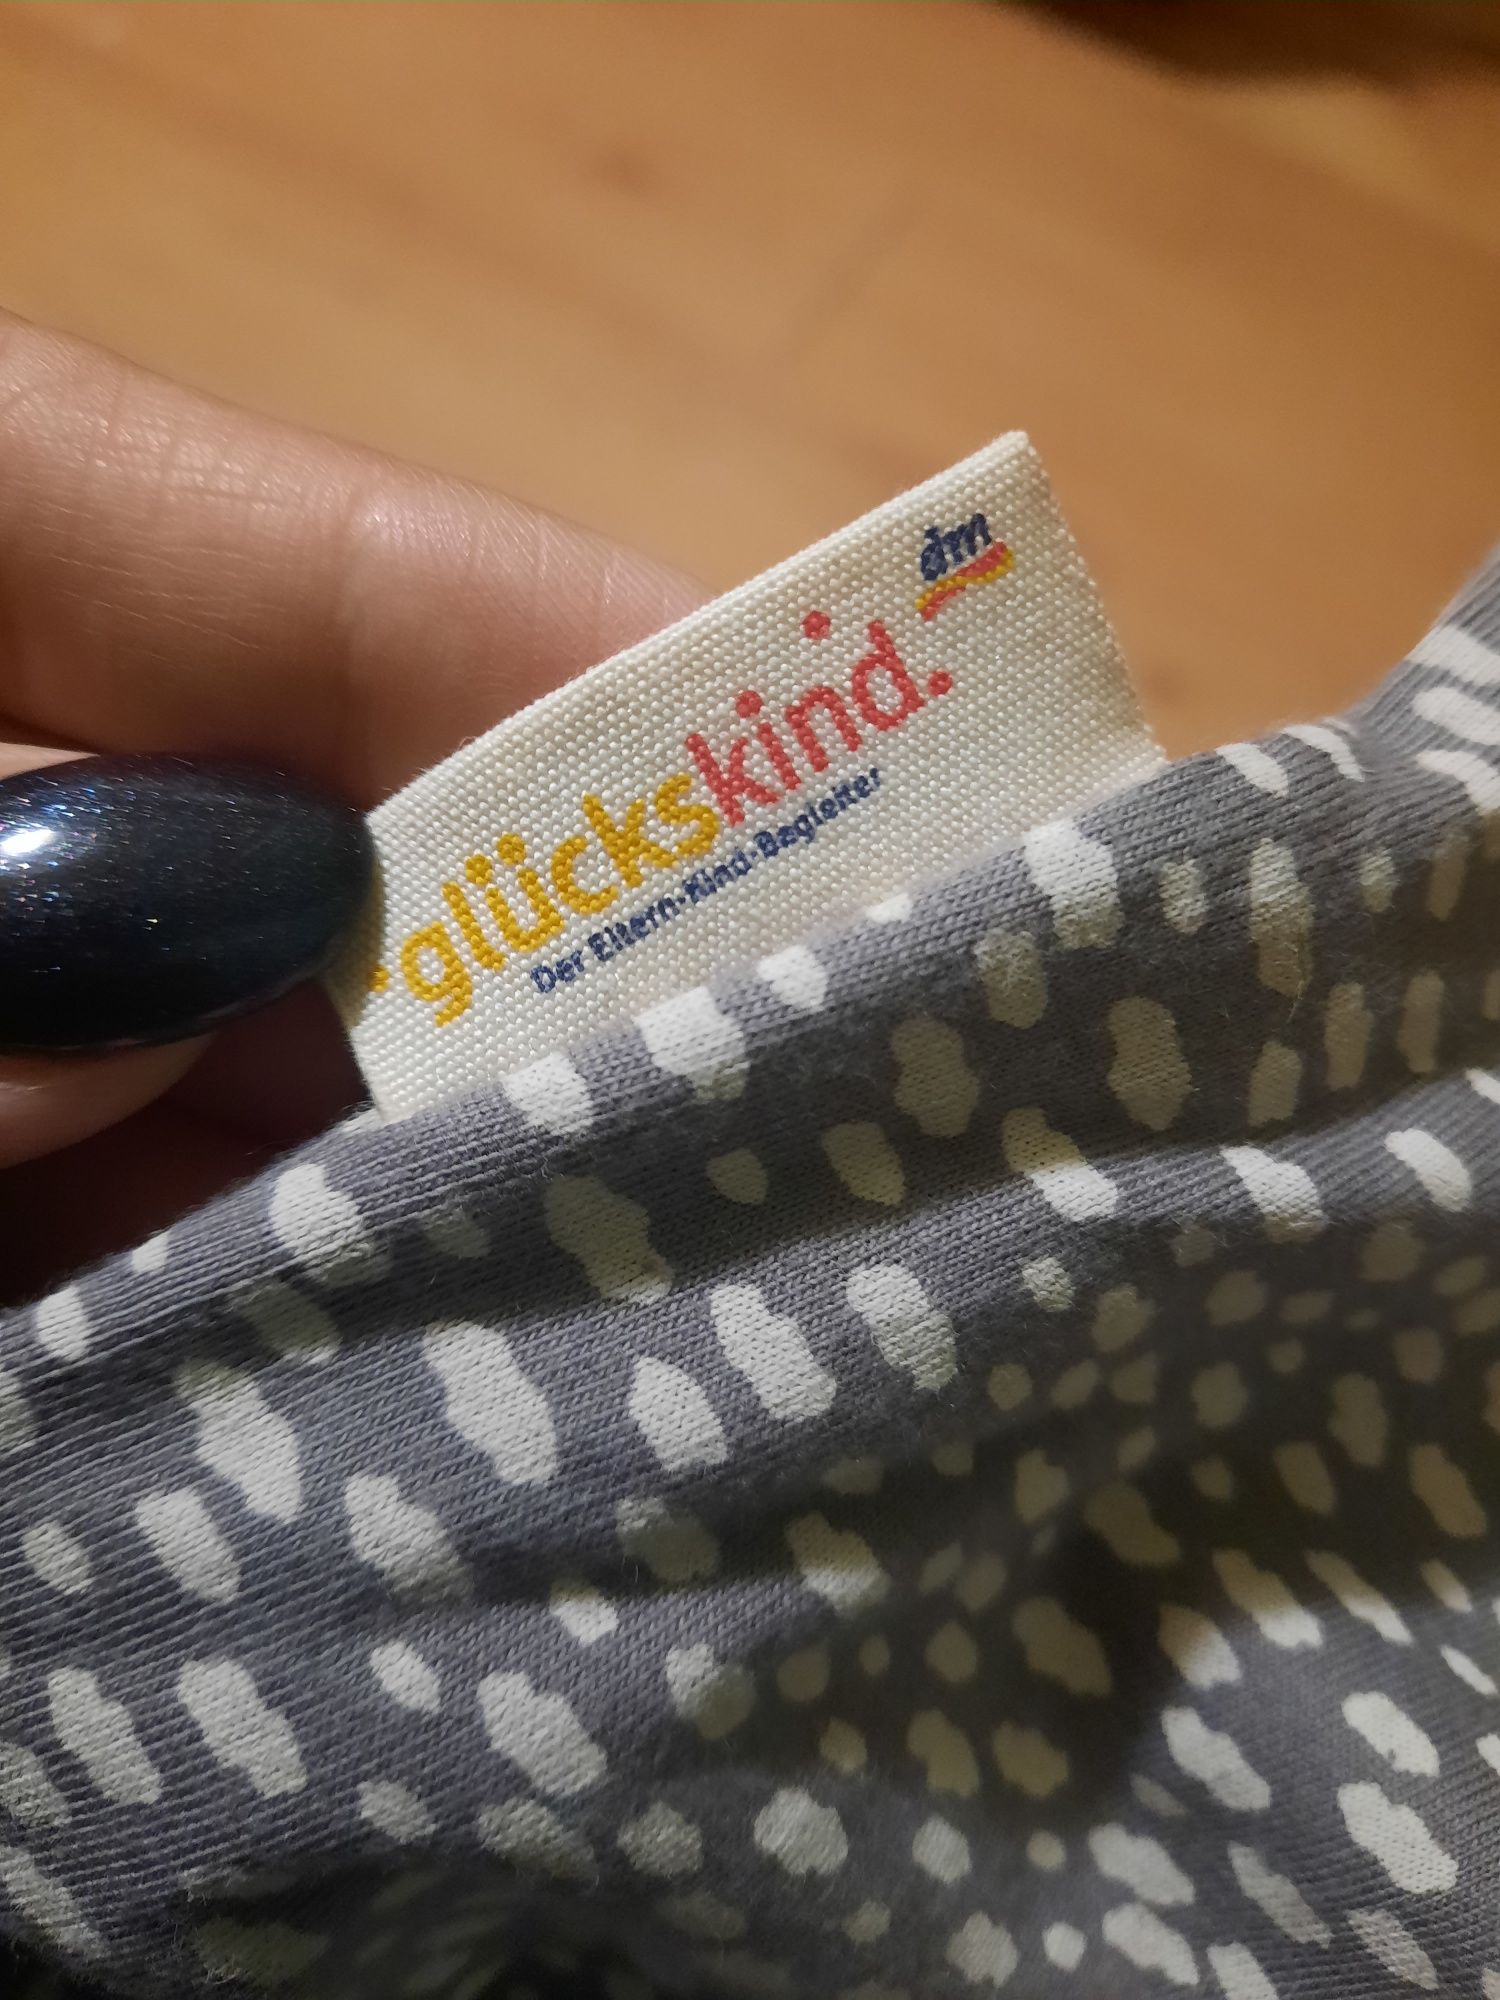 dm
glückskind.
Der Eltern-Kind-Begleiter